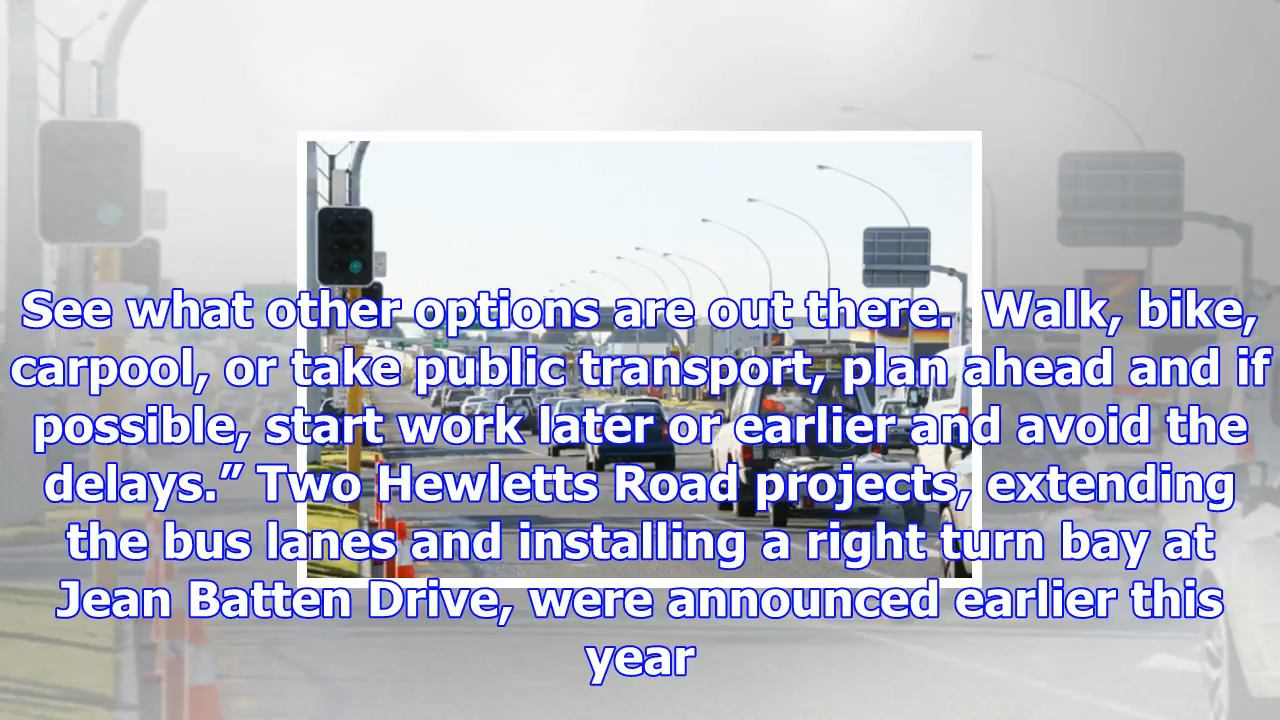 See what other options are out there.  Walk, bike,
carpool, or take public transport, plan ahead and if
possible, start work later or earlier and avoid the
delays.” Two Hewletts Road projects, extending
the bus lanes and installing a right turn bay at
Jean Batten Drive, were announced earlier this
year